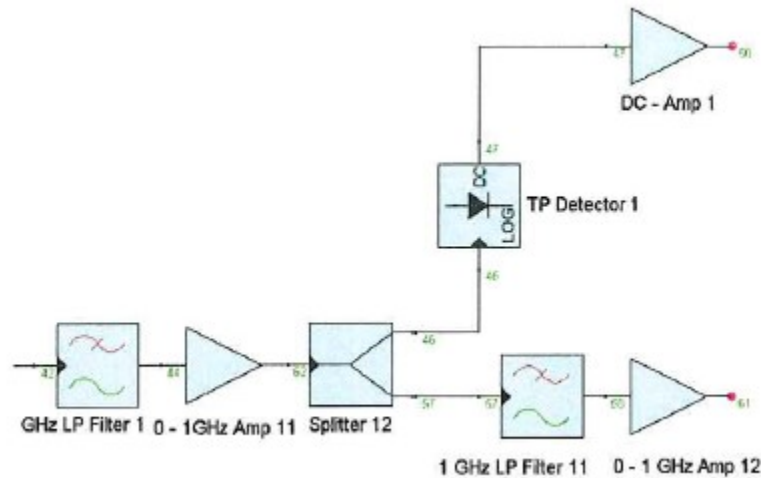 47
90
DC - Amp 1
47
DC
LOG
TP Detector 1
46
46
44
62
57
57
61
GHz LP Filter 1
0 - 1GHz Amp 11
Splitter 12
1 GHz LP Filter 11
0 - 1 GHz Amp 12